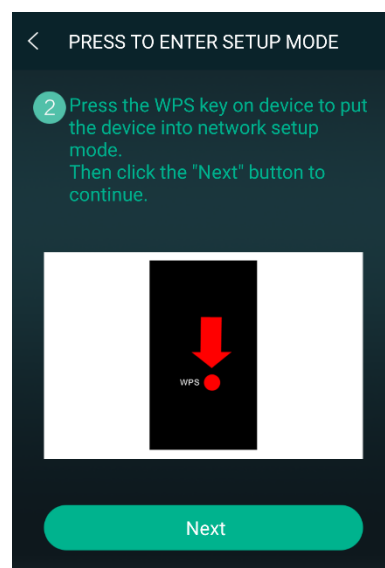 PRESS TO ENTER SETUP MODE
2
Press the WPS key on device to put
the device into network setup
mode.
Then click the "Next" button to
continue.
WPS
Next